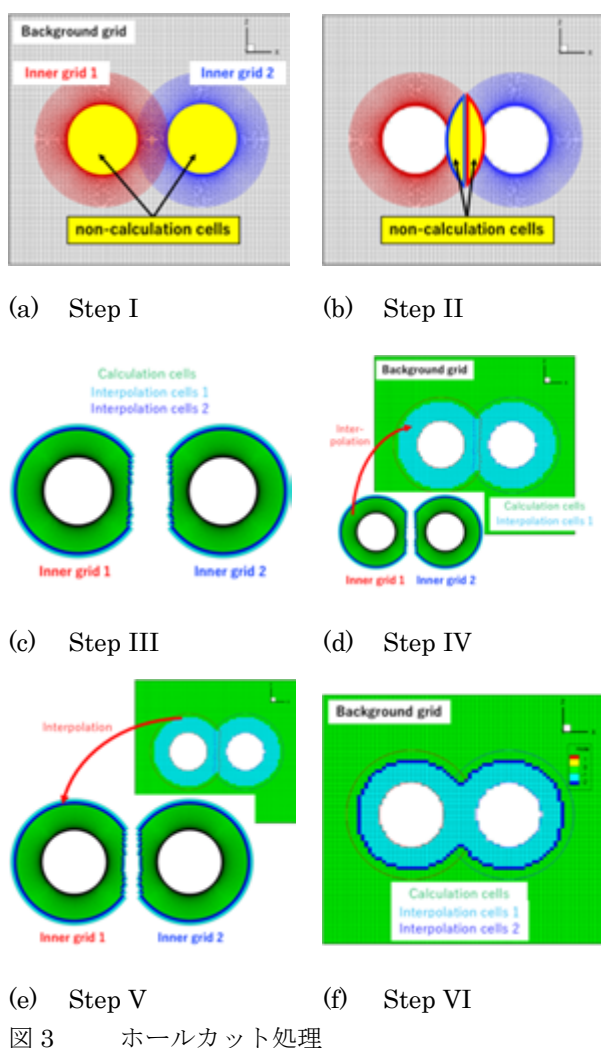 Background grid
Inner grid 1
Inner grid 2
non-calculation cells
non-calculation cells
(a) Step I
(b) Step II
Calculation cells
Interpolation cells 1
Interpolation cells 2
Inner grid 1
Inner grid 2
Background grid
Inter-
polation
Calculation cells
Interpolation cells 1
Inner grid 1
Inner grid 2
(c) Step III
(d) Step IV
Interpolation
Inner grid 1
Inner grid 2
Background grid
Calculation cells
Interpolation cells 1
Interpolation cells 2
(e) Step V
(f) Step VI
図 3 ホールカット処理